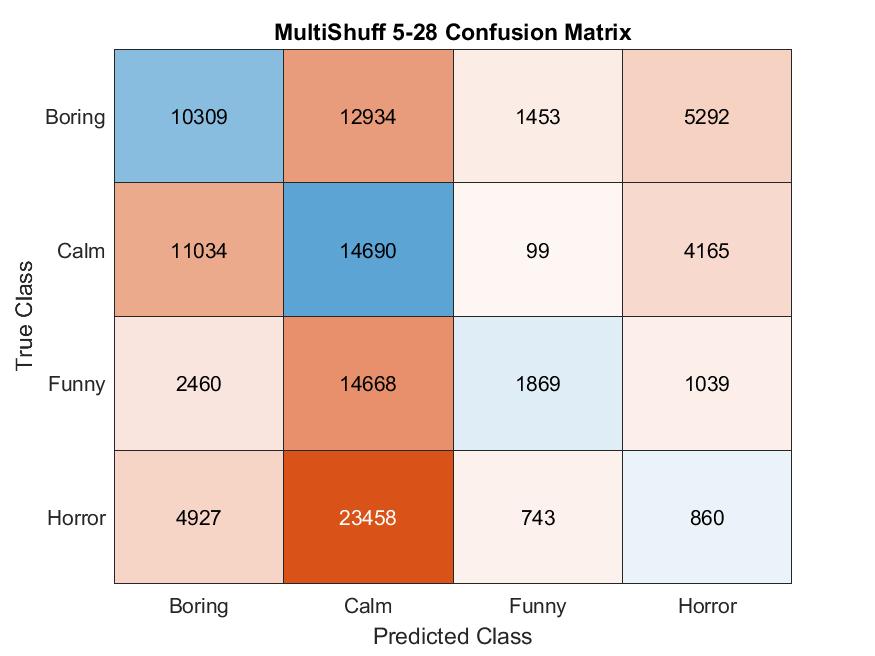 MultiShuff 5-28 Confusion Matrix
True Class
Boring 10309 12934 1453 5292
Calm 11034 14690 99 4165
Funny 2460 14668 1869 1039
Horror 4927 23458 743 860
Boring Calm Funny Horror
Predicted Class